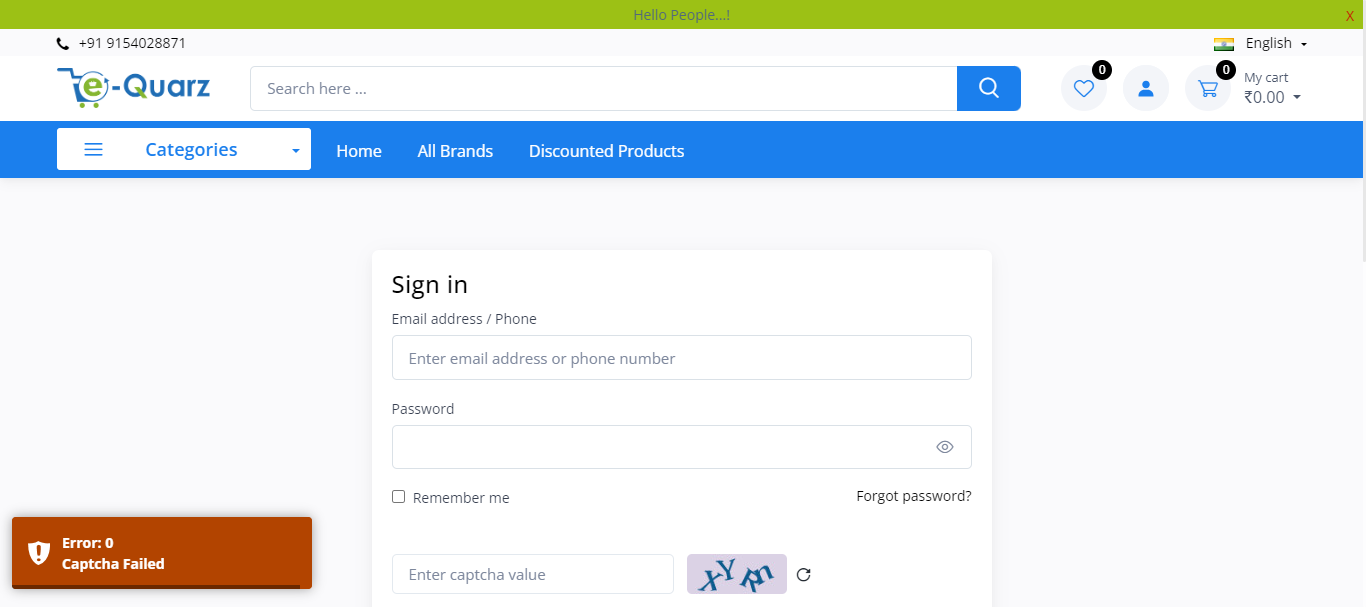 Hello People...!
X
+91 9154028871
English
e-Quarz
Search here ...
0
0
My cart
₹0.00
Categories
Home
All Brands
Discounted Products
Sign in
Email address / Phone
Enter email address or phone number
Password
Remember me
Forgot password?
Error: 0
Captcha Failed
Enter captcha value